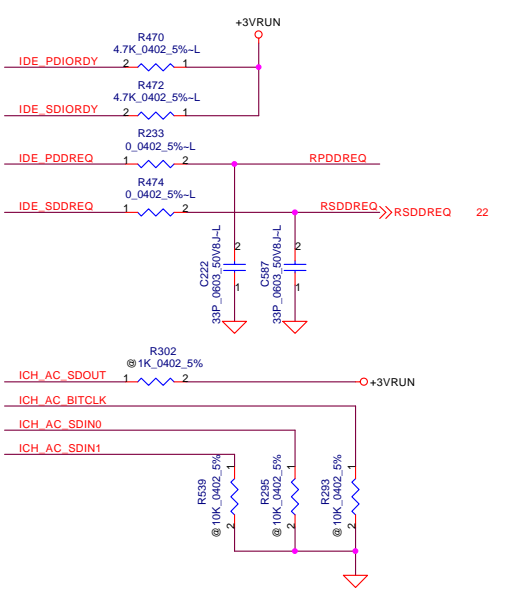 +3VRUN
R470
4.7K_0402_5%~L
IDE_PDIORDY
2
1
R472
4.7K_0402_5%~L
IDE_SDIORDY
2
1
R233
0_0402_5%~L
IDE_PDDREQ
1
2
RPDDREQ
R474
0_0402_5%~L
IDE_SDDREQ
1
2
RSDDREQ
RSDDREQ 22
2
C222
33P_0603_50V8J~L
1
2
C587
33P_0603_50V8J~L
1
R302
@1K_0402_5%
ICH_AC_SDOUT
1
2
+3VRUN
ICH_AC_BITCLK
ICH_AC_SDIN0
ICH_AC_SDIN1
1
R539
@10K_0402_5%
2
1
R295
@10K_0402_5%
2
1
R293
@10K_0402_5%
2